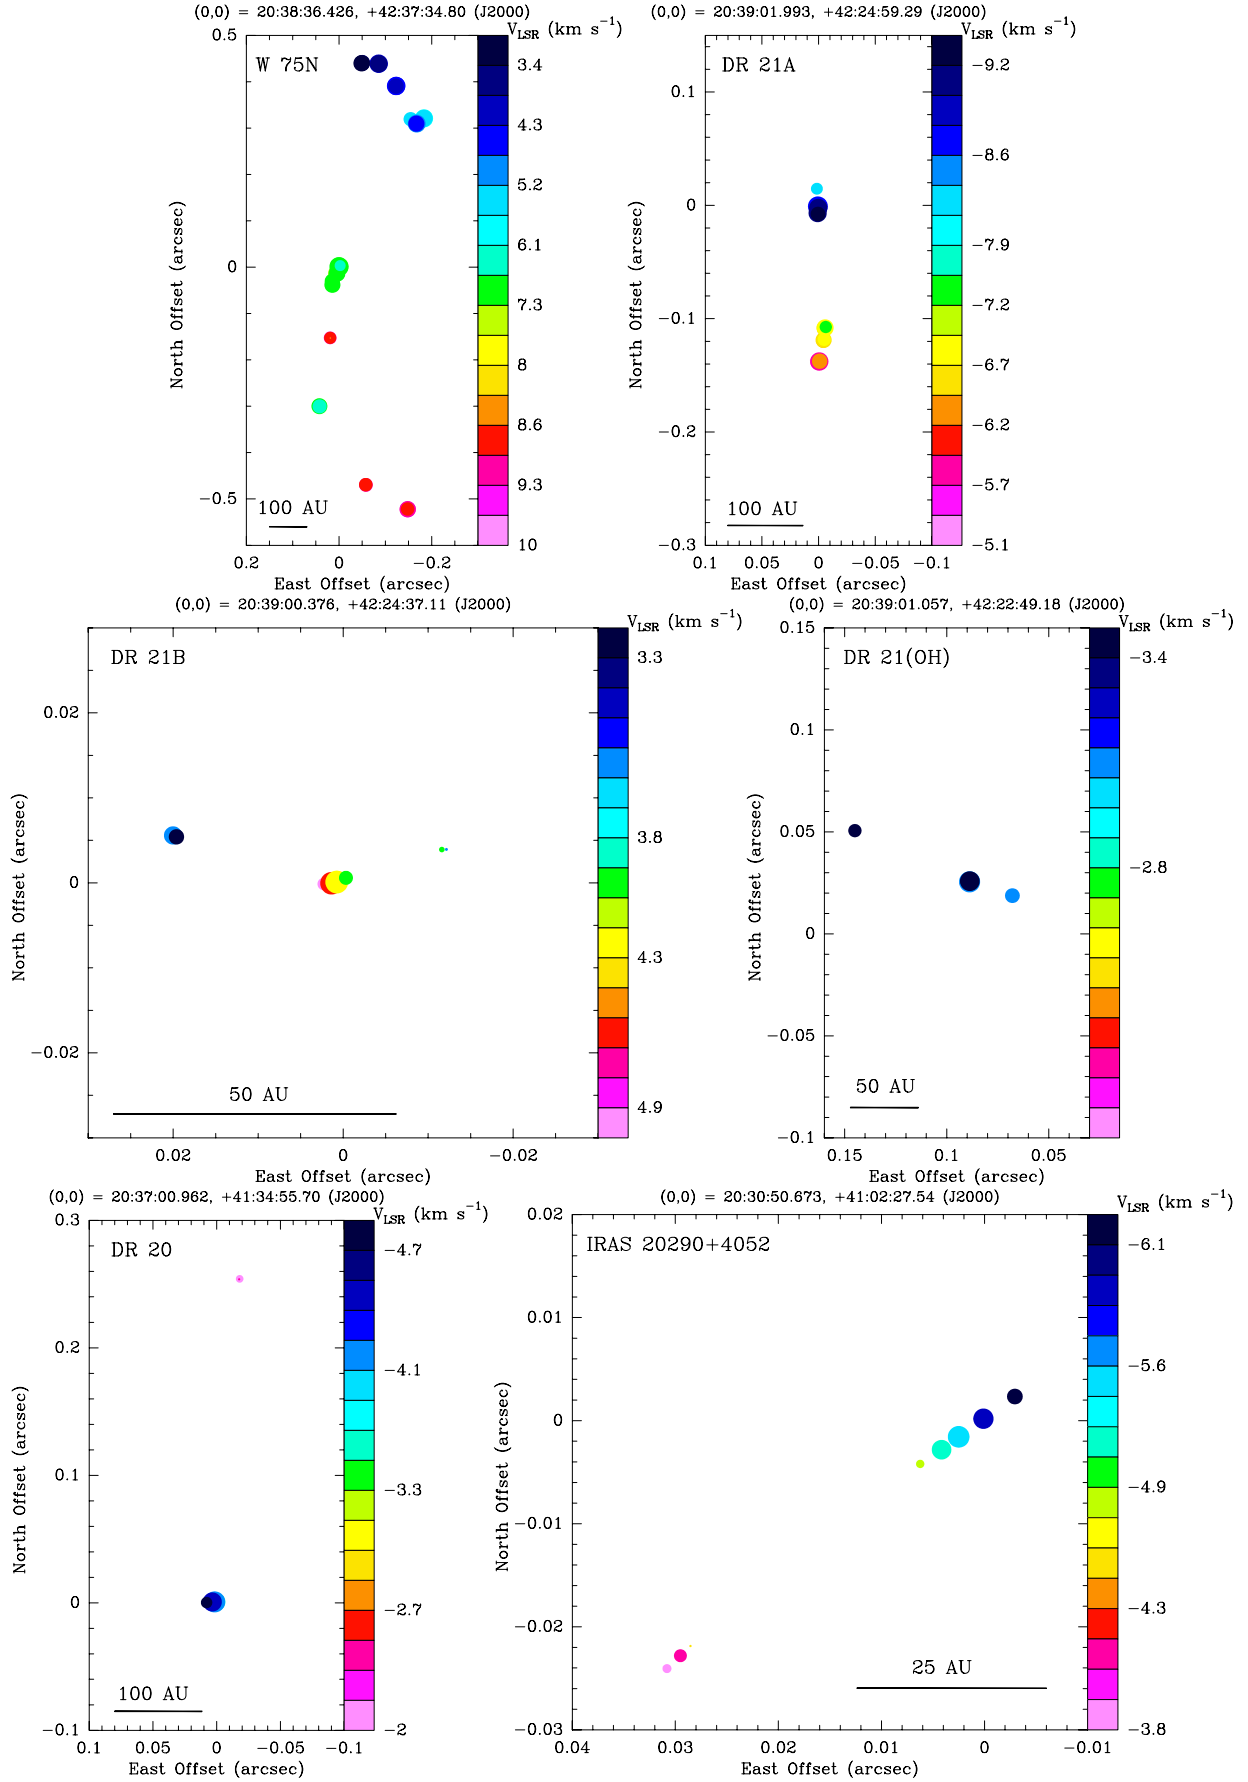 (0,0) = 20:38:36.426, +42:37:34.80 (J2000)
V_LSR (km s⁻¹)
W 75N
0.5
0
−0.5
North Offset (arcsec)
0.2 0 −0.2
East Offset (arcsec)
100 AU
3.4
4.3
5.2
6.1
7.3
8
8.6
9.3
10
(0,0) = 20:39:01.993, +42:24:59.29 (J2000)
V_LSR (km s⁻¹)
DR 21A
0.1
0
−0.1
−0.2
−0.3
North Offset (arcsec)
0.1 0.05 0 −0.05 −0.1
East Offset (arcsec)
100 AU
−9.2
−8.6
−7.9
−7.2
−6.7
−6.2
−5.7
−5.1
(0,0) = 20:39:00.376, +42:24:37.11 (J2000)
V_LSR (km s⁻¹)
DR 21B
0.02
0
−0.02
North Offset (arcsec)
0.02 0 −0.02
East Offset (arcsec)
50 AU
3.3
3.8
4.3
4.9
(0,0) = 20:39:01.057, +42:22:49.18 (J2000)
V_LSR (km s⁻¹)
DR 21(OH)
0.15
0.1
0.05
0
−0.05
−0.1
North Offset (arcsec)
0.15 0.1 0.05
East Offset (arcsec)
50 AU
−3.4
−2.8
(0,0) = 20:37:00.962, +41:34:55.70 (J2000)
V_LSR (km s⁻¹)
DR 20
0.3
0.2
0.1
0
−0.1
North Offset (arcsec)
0.1 0.05 0 −0.05 −0.1
East Offset (arcsec)
100 AU
−4.7
−4.1
−3.3
−2.7
−2
(0,0) = 20:30:50.673, +41:02:27.54 (J2000)
V_LSR (km s⁻¹)
IRAS 20290+4052
0.02
0.01
0
−0.01
−0.02
−0.03
North Offset (arcsec)
0.04 0.03 0.02 0.01 0 −0.01
East Offset (arcsec)
25 AU
−6.1
−5.6
−4.9
−4.3
−3.8